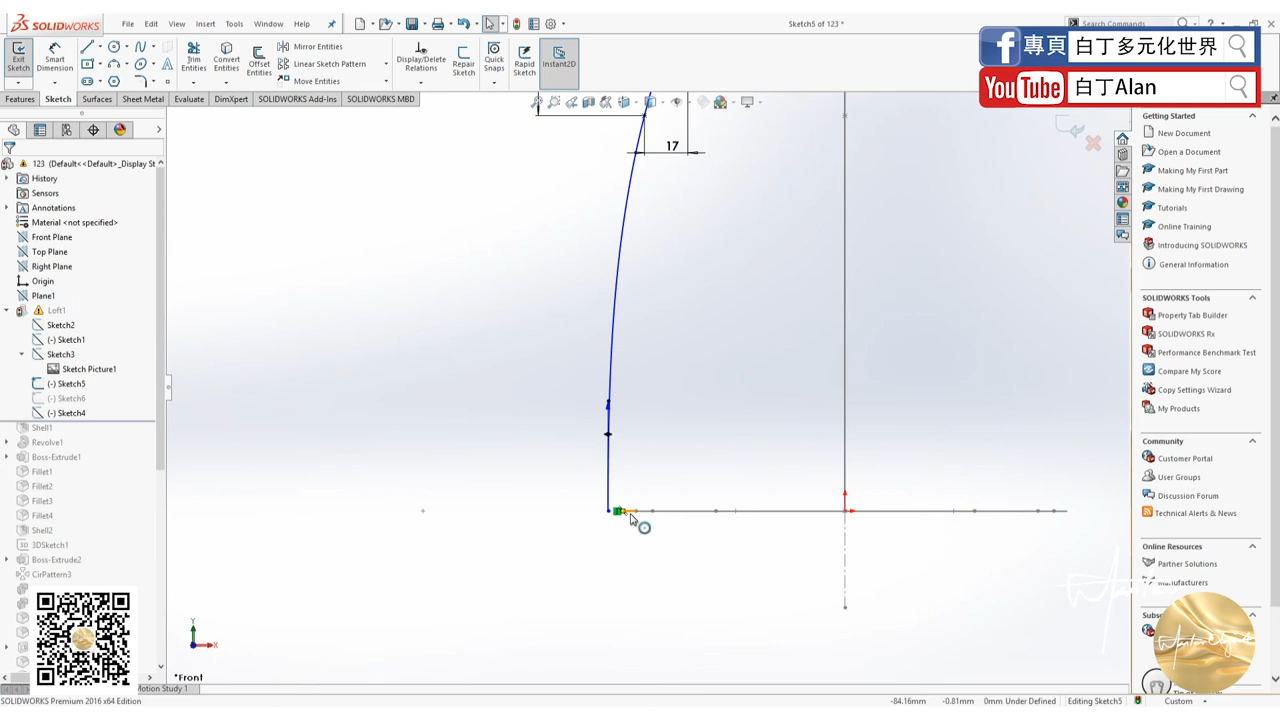 SOLIDWORKS
File Edit View Insert Tools Window Help
Sketch5 of 123 *
Search Commands
Exit Sketch
Smart Dimension
Trim Entities
Convert Entities
Offset Entities
Mirror Entities
Linear Sketch Pattern
Move Entities
Display/Delete Relations
Repair Sketch
Quick Snaps
Rapid Sketch
Instant2D
專頁 白丁多元化世界
YouTube 白丁Alan
Features Sketch Surfaces Sheet Metal Evaluate DimXpert SOLIDWORKS Add-Ins SOLIDWORKS MBD
123 (Default<<Default>_Display St
History
Sensors
Annotations
Material <not specified>
Front Plane
Top Plane
Right Plane
Origin
Plane1
Loft1
Sketch2
(-) Sketch1
Sketch3
Sketch Picture1
(-) Sketch5
(-) Sketch6
(-) Sketch4
Shell1
Revolve1
Boss-Extrude1
Fillet1
Fillet2
Fillet3
Fillet4
Shell2
3DSketch1
Boss-Extrude2
CirPattern3
17
Y
X
*Front
Getting Started
New Document
Open a Document
Making My First Part
Making My First Drawing
Tutorials
Online Training
Introducing SOLIDWORKS
General Information
SOLIDWORKS Tools
Property Tab Builder
SOLIDWORKS Rx
Performance Benchmark Test
Compare My Score
Copy Settings Wizard
My Products
Community
Customer Portal
User Groups
Discussion Forum
Technical Alerts & News
Online Resources
Partner Solutions
Manufacturers
Motion Study 1
SOLIDWORKS Premium 2016 x64 Edition
-84.16mm -0.81mm 0mm Under Defined Editing Sketch5 Custom